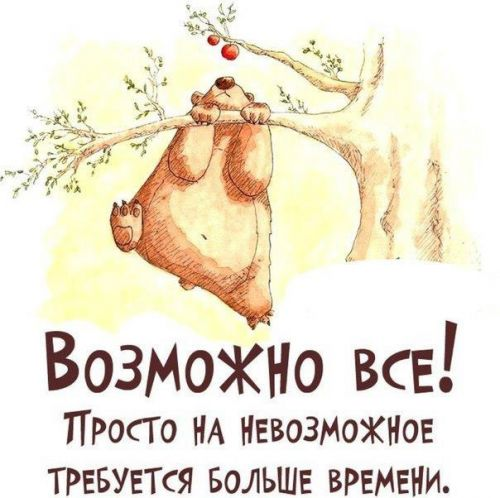 Возможно все!
Просто на невозможное
требуется больше времени.